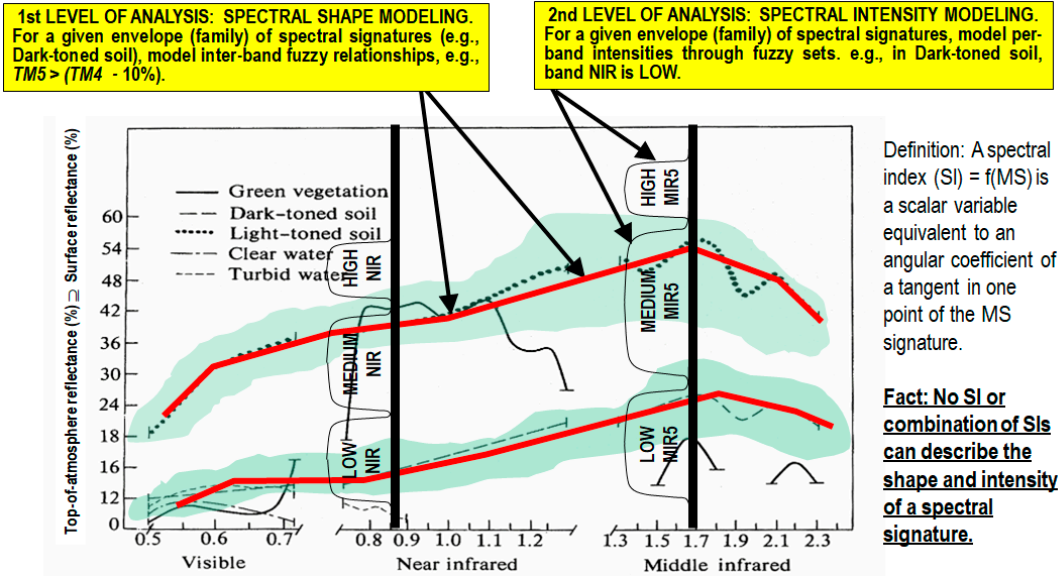 1st LEVEL OF ANALYSIS: SPECTRAL SHAPE MODELING.
For a given envelope (family) of spectral signatures (e.g.,
Dark-toned soil), model inter-band fuzzy relationships, e.g.,
TM5 > (TM4 - 10%).
2nd LEVEL OF ANALYSIS: SPECTRAL INTENSITY MODELING.
For a given envelope (family) of spectral signatures, model per-
band intensities through fuzzy sets. e.g., in Dark-toned soil,
band NIR is LOW.
Top-of-atmosphere reflectance (%) ⊇ Surface reflectance (%)
Green vegetation
Dark-toned soil
Light-toned soil
Clear water
Turbid water
60
54
48
42
36
30
24
18
16
12
0
HIGH
NIR
MEDIUM
NIR
LOW
NIR
HIGH
MIR5
MEDIUM
MIR5
LOW
MIR5
0.5 0.6 0.7 0.8 0.9 1.0 1.1 1.2 1.3 1.5 1.7 1.9 2.1 2.3
Visible Near infrared Middle infrared
Definition: A spectral
index (SI) = f(MS) is
a scalar variable
equivalent to an
angular coefficient of
a tangent in one
point of the MS
signature.
Fact: No SI or
combination of SIs
can describe the
shape and intensity
of a spectral
signature.